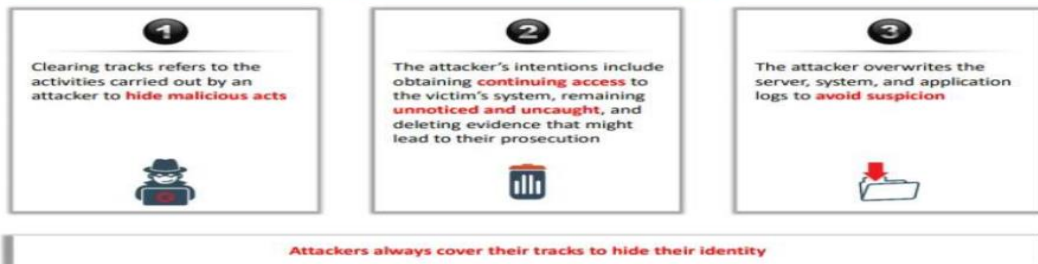 1
Clearing tracks refers to the
activities carried out by an
attacker to hide malicious acts
2
The attacker's intentions include
obtaining continuing access to
the victim's system, remaining
unnoticed and uncaught, and
deleting evidence that might
lead to their prosecution
3
The attacker overwrites the
server, system, and application
logs to avoid suspicion
Attackers always cover their tracks to hide their identity